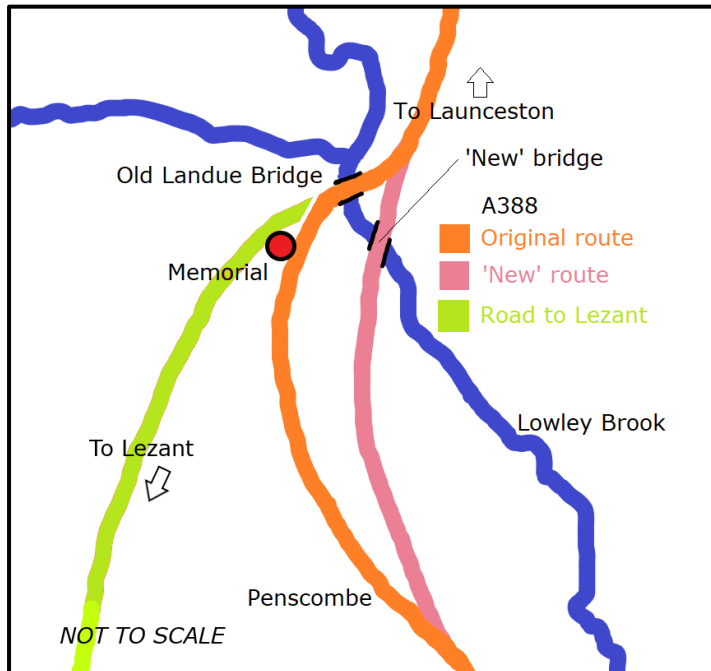 To Launceston
'New' bridge
Old Landue Bridge
A388
Original route
Memorial
'New' route
Road to Lezant
Lowley Brook
To Lezant
Penscombe
NOT TO SCALE